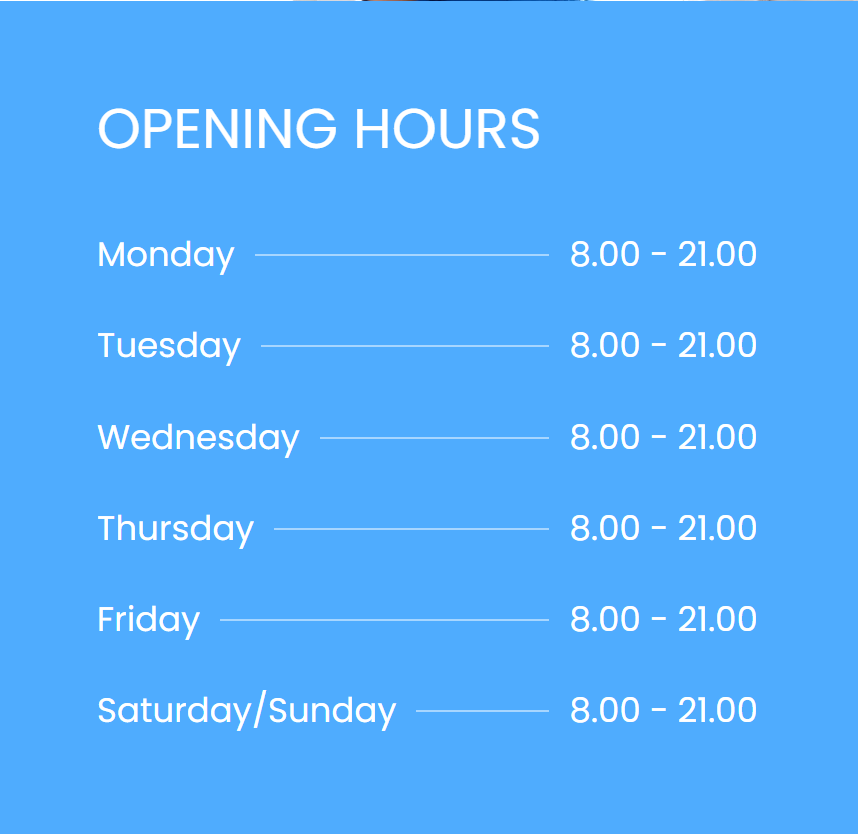 OPENING HOURS
Monday 8.00 - 21.00
Tuesday 8.00 - 21.00
Wednesday 8.00 - 21.00
Thursday 8.00 - 21.00
Friday 8.00 - 21.00
Saturday/Sunday 8.00 - 21.00